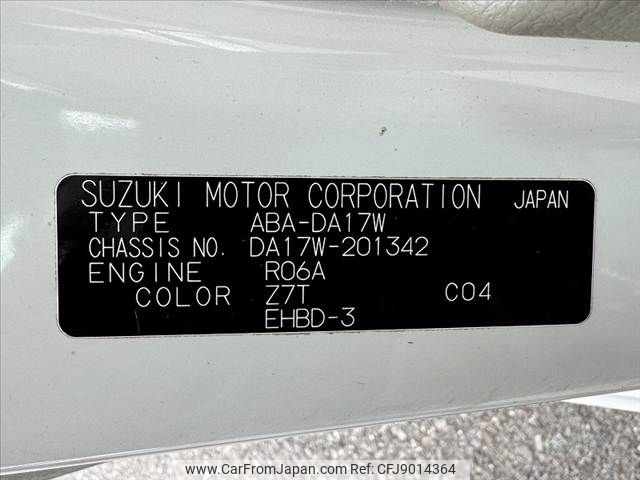 SUZUKI MOTOR CORPORATION JAPAN
TYPE ABA-DA17W
CHASSIS NO. DA17W-201342
ENGINE R06A
COLOR Z7T C04
EHBD-3
© CarFromJapan.com Ref: CFJ9014364